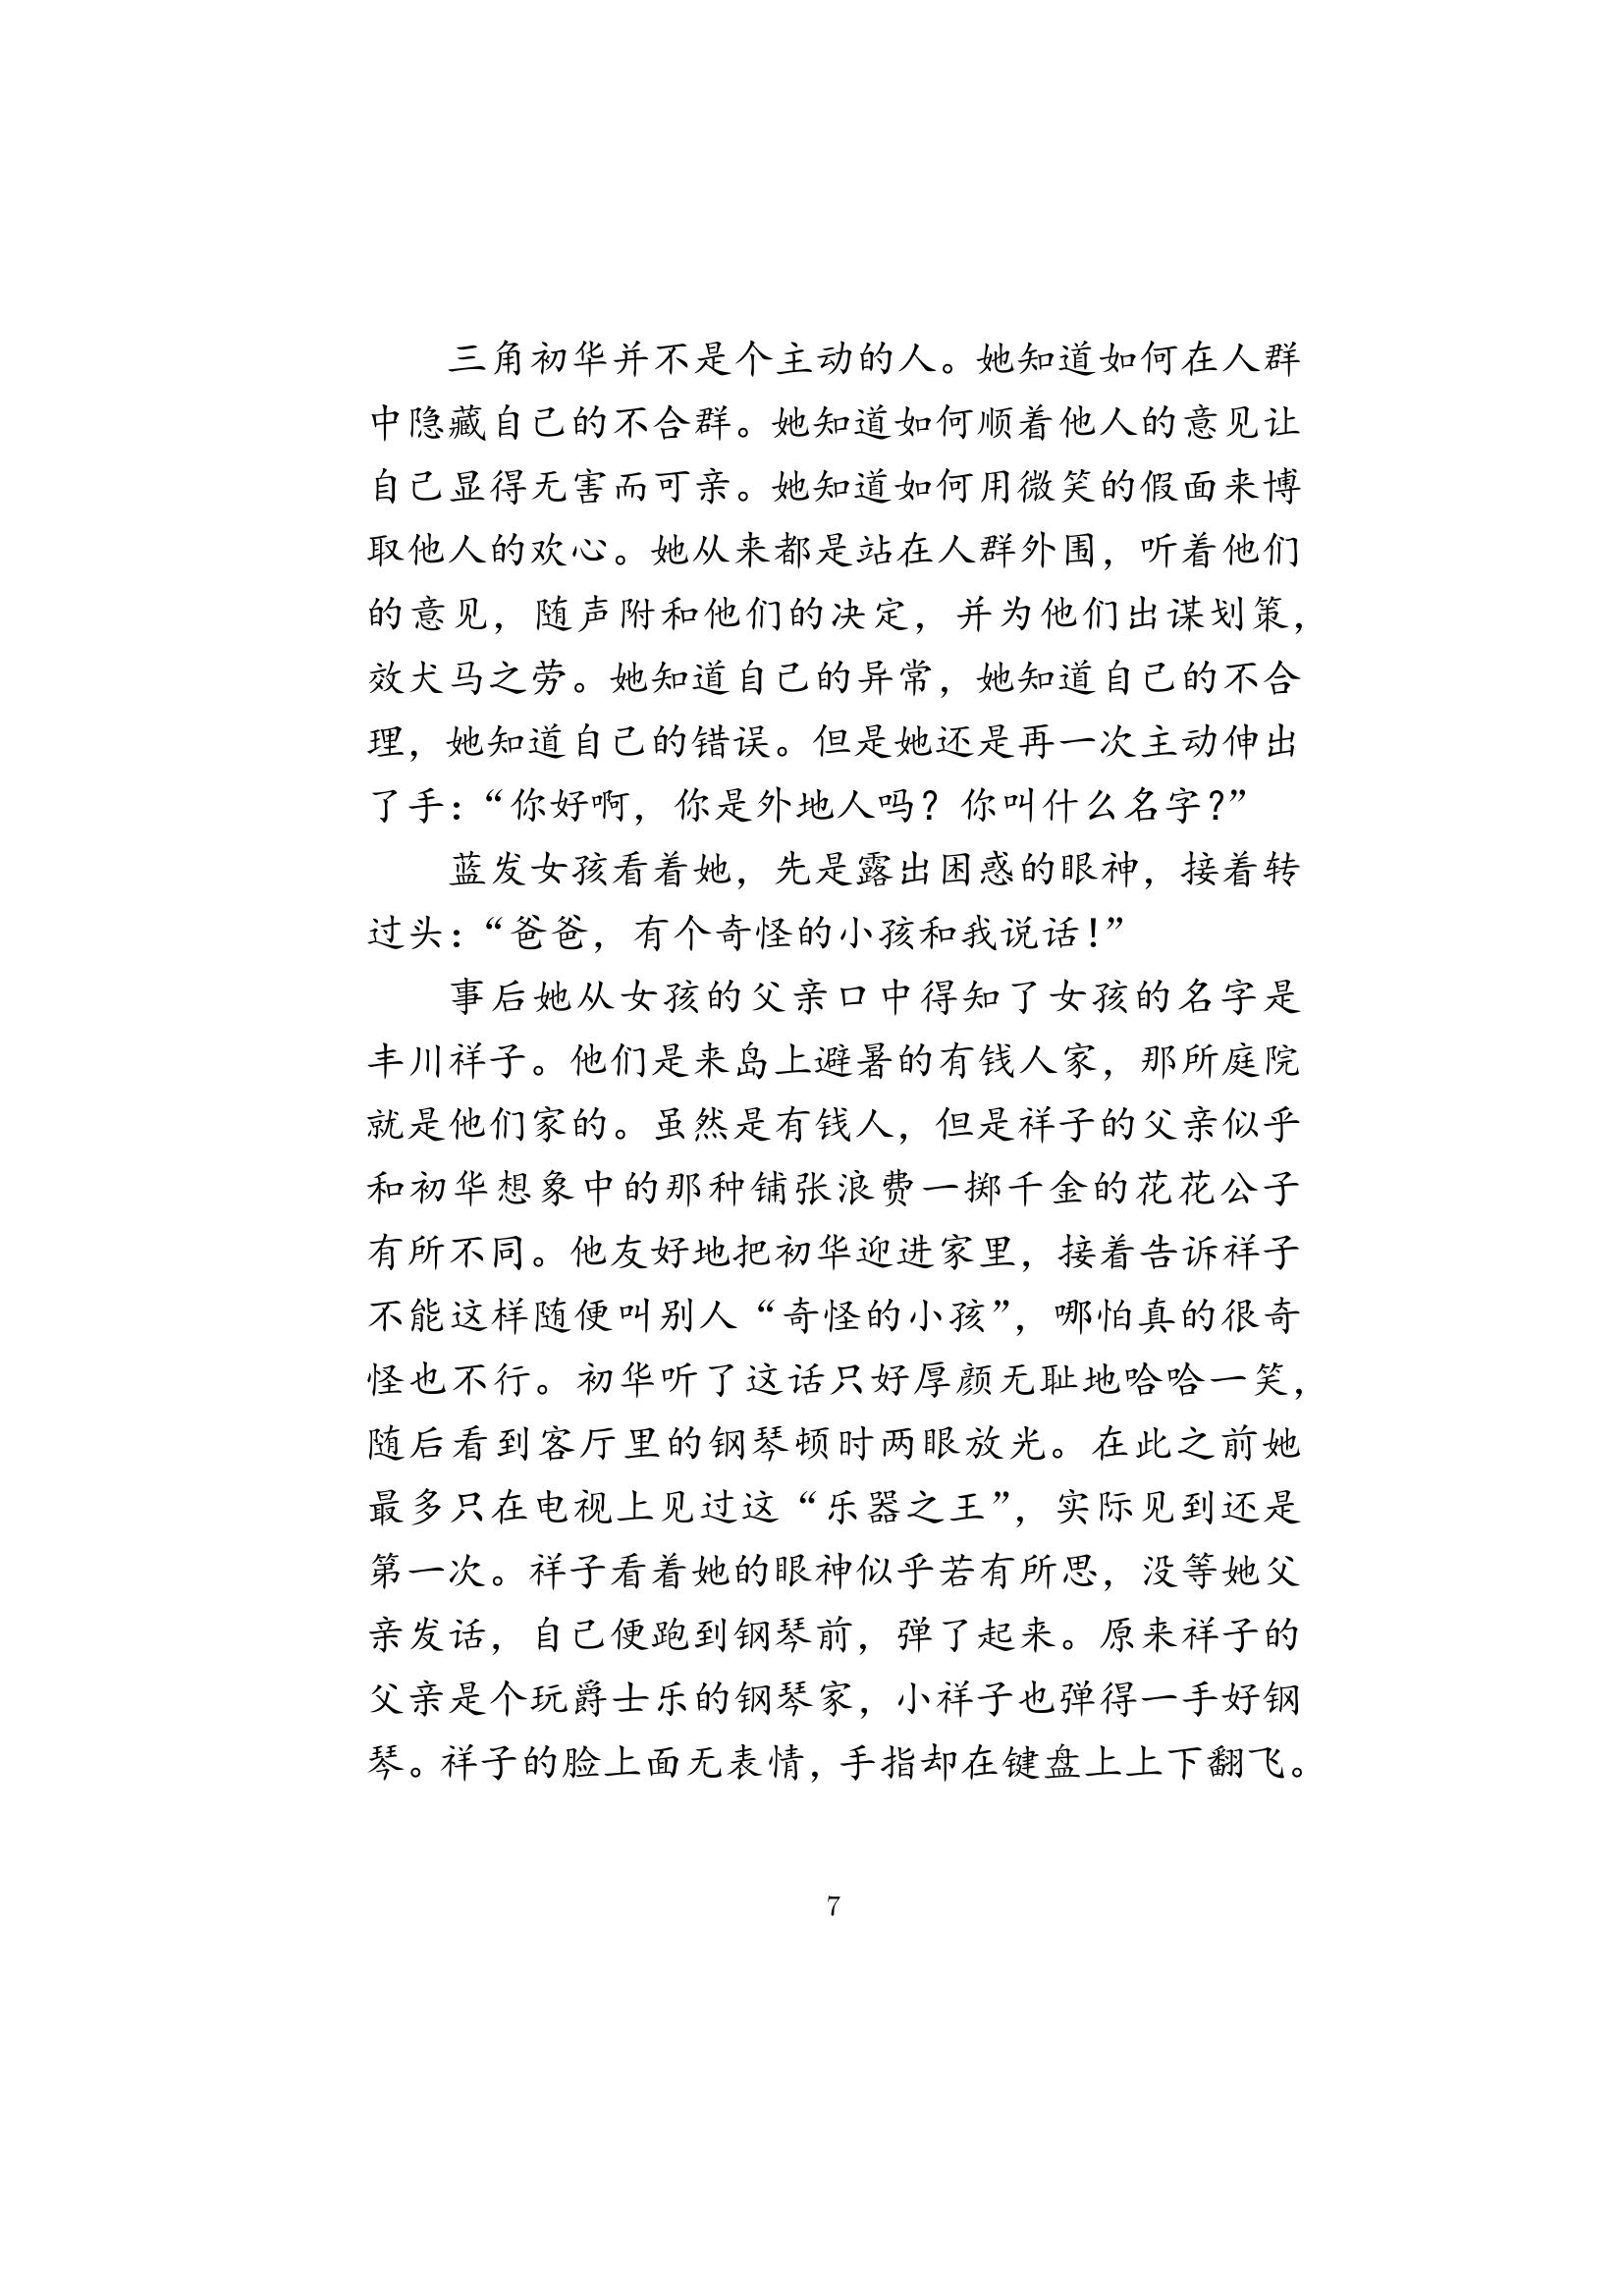 三角初华并不是个主动的人。她知道如何在人群
中隐藏自己的不合群。她知道如何顺着他人的意见让
自己显得无害而可亲。她知道如何用微笑的假面来博
取他人的欢心。她从来都是站在人群外围，听着他们
的意见，随声附和他们的决定，并为他们出谋划策，
效犬马之劳。她知道自己的异常，她知道自己的不合
理，她知道自己的错误。但是她还是再一次主动伸出
了手：“你好啊，你是外地人吗？你叫什么名字？”
蓝发女孩看着她，先是露出困惑的眼神，接着转
过头：“爸爸，有个奇怪的小孩和我说话！”
事后她从女孩的父亲口中得知了女孩的名字是
丰川祥子。他们是来岛上避暑的有钱人家，那所庭院
就是他们家的。虽然是有钱人，但是祥子的父亲似乎
和初华想象中的那种铺张浪费一掷千金的花花公子
有所不同。他友好地把初华迎进家里，接着告诉祥子
不能这样随便叫别人“奇怪的小孩”，哪怕真的很奇
怪也不行。初华听了这话只好厚颜无耻地哈哈一笑，
随后看到客厅里的钢琴顿时两眼放光。在此之前她
最多只在电视上见过这“乐器之王”，实际见到还是
第一次。祥子看着她的眼神似乎若有所思，没等她父
亲发话，自己便跑到钢琴前，弹了起来。原来祥子的
父亲是个玩爵士乐的钢琴家，小祥子也弹得一手好钢
琴。祥子的脸上面无表情，手指却在键盘上上下翻飞。
7